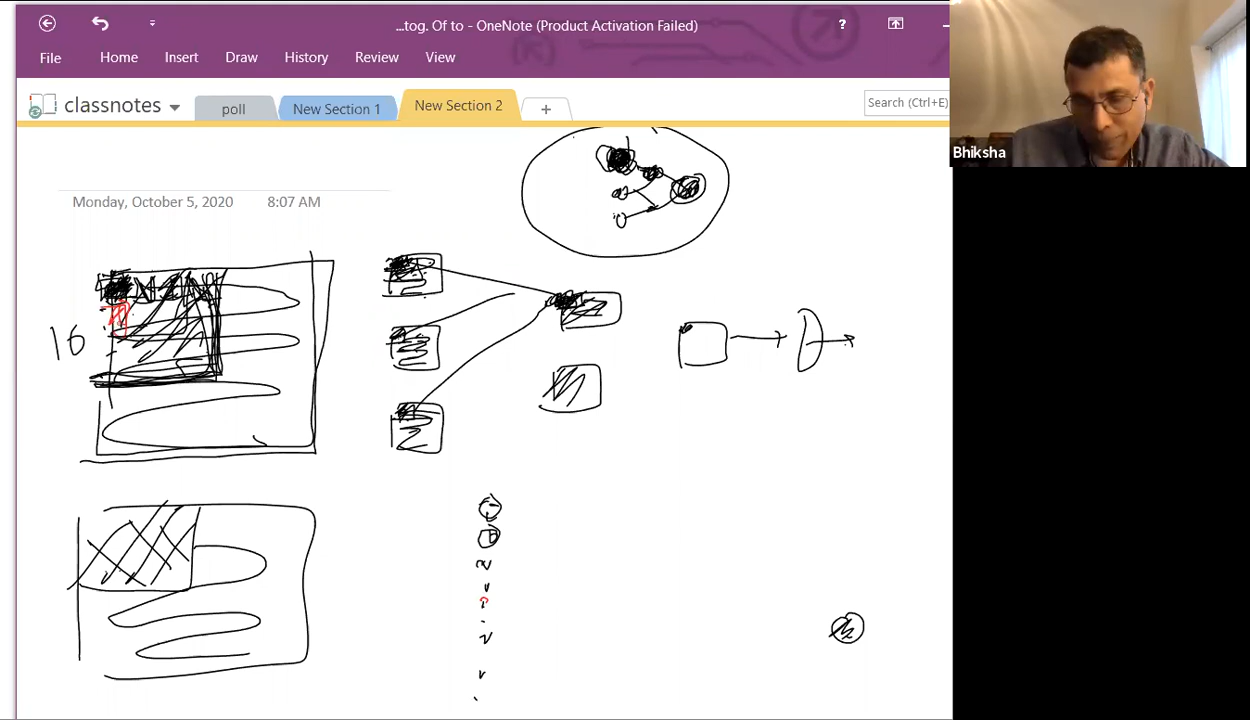 ...tog. Of to - OneNote (Product Activation Failed)
?
File Home Insert Draw History Review View
classnotes
poll New Section 1 New Section 2 +
Search (Ctrl+E)
Bhiksha
Monday, October 5, 2020 8:07 AM
16